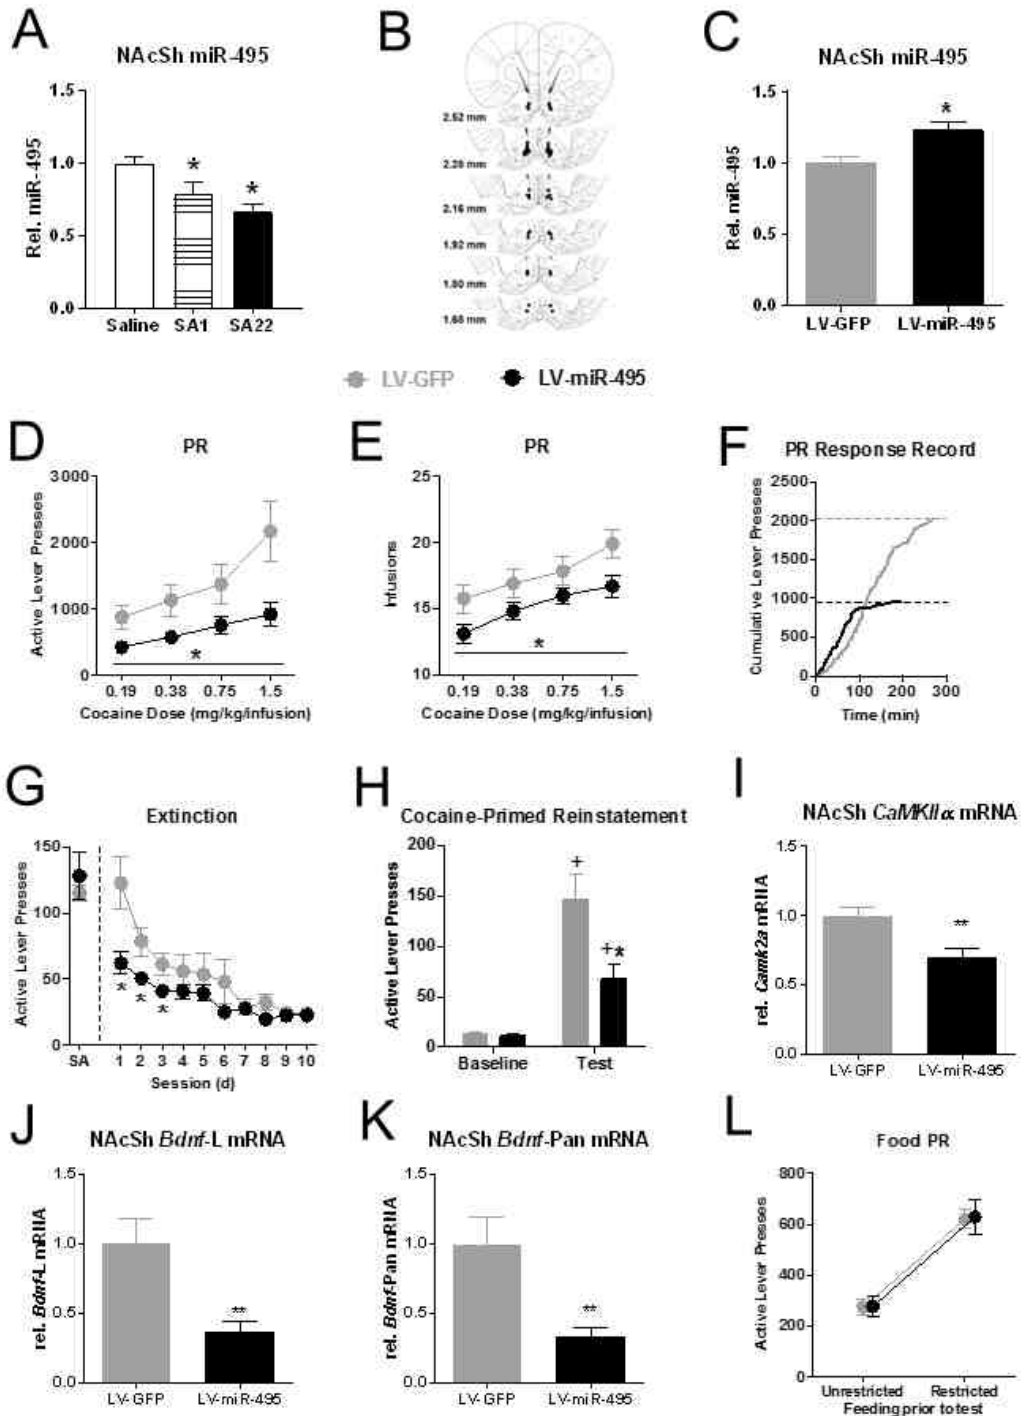 A
NAcSh miR-495
Rel. miR-495
1.5
1.0
0.5
0.0
*
*
Saline SA1 SA22
B
2.52 mm
2.28 mm
2.16 mm
1.92 mm
1.80 mm
1.68 mm
C
NAcSh miR-495
Rel. miR-495
1.5
1.0
0.5
0.0
*
LV-GFP LV-miR-495
LV-GFP LV-miR-495
D
PR
Active Lever Presses
3000
2000
1000
0
*
0.19 0.38 0.75 1.5
Cocaine Dose (mg/kg/infusion)
E
PR
Infusions
25
20
15
10
*
0.19 0.38 0.75 1.5
Cocaine Dose (mg/kg/infusion)
F
PR Response Record
Cumulative Lever Presses
2500
2000
1500
1000
500
0
0 100 200 300
Time (min)
G
Extinction
Active Lever Presses
150
100
50
0
* * *
SA 1 2 3 4 5 6 7 8 9 10
Session (d)
H
Cocaine-Primed Reinstatement
Active Lever Presses
200
150
100
50
0
+
+*
Baseline Test
I
NAcSh CaMKIIα mRNA
rel. Camk2a mRNA
1.5
1.0
0.5
0.0
**
LV-GFP LV-miR-495
J
NAcSh Bdnf-L mRNA
rel. Bdnf-L mRNA
1.5
1.0
0.5
0.0
**
LV-GFP LV-miR-495
K
NAcSh Bdnf-Pan mRNA
rel. Bdnf-Pan mRNA
1.5
1.0
0.5
0.0
**
LV-GFP LV-miR-495
L
Food PR
Active Lever Presses
800
600
400
200
0
Unrestricted Restricted
Feeding prior to test